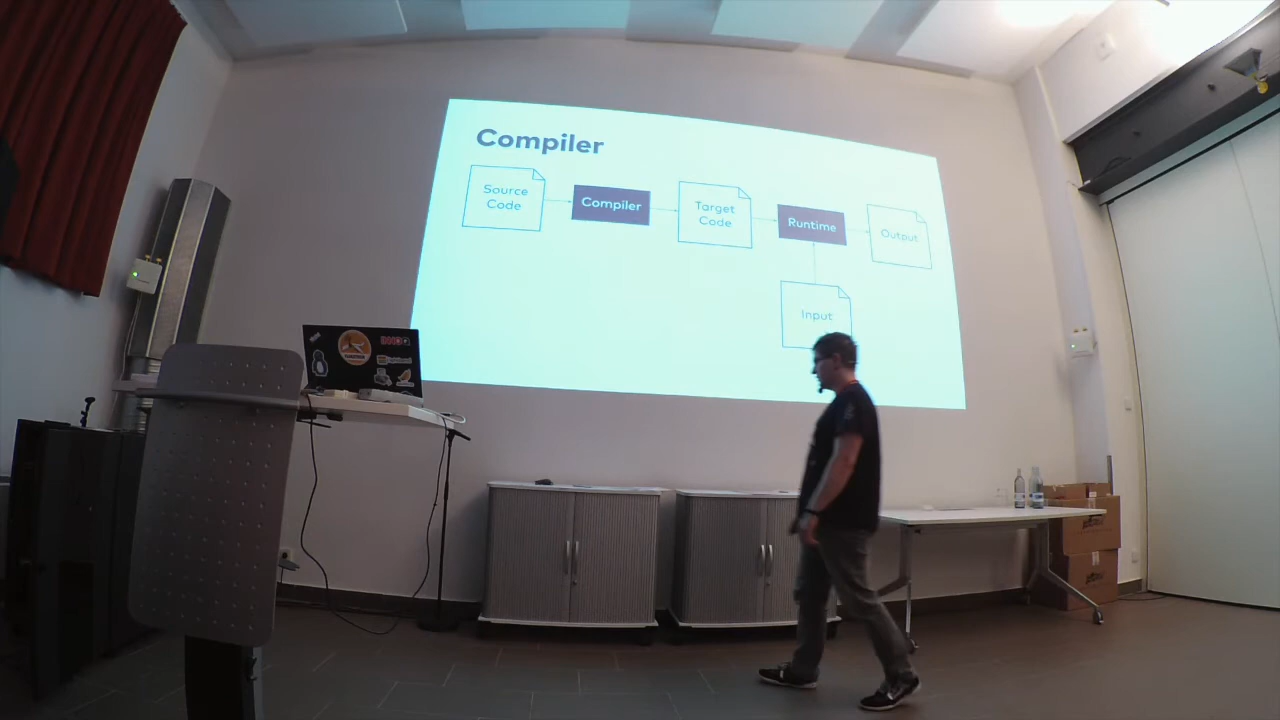 Compiler
Source
Code
Compiler
Target
Code
Runtime
Output
Input